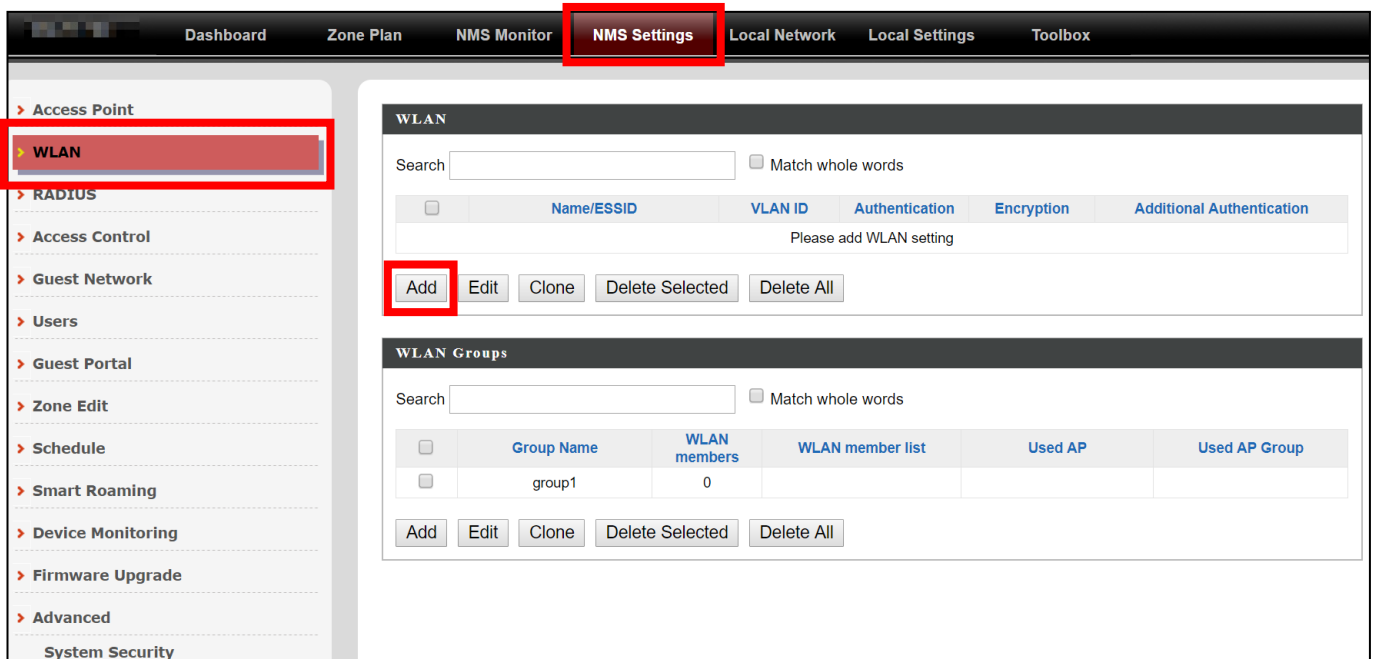 Dashboard Zone Plan NMS Monitor NMS Settings Local Network Local Settings Toolbox
Access Point
WLAN
RADIUS
Access Control
Guest Network
Users
Guest Portal
Zone Edit
Schedule
Smart Roaming
Device Monitoring
Firmware Upgrade
Advanced
System Security
WLAN
Search Match whole words
Name/ESSID VLAN ID Authentication Encryption Additional Authentication
Please add WLAN setting
Add Edit Clone Delete Selected Delete All
WLAN Groups
Search Match whole words
Group Name WLAN members WLAN member list Used AP Used AP Group
group1 0
Add Edit Clone Delete Selected Delete All